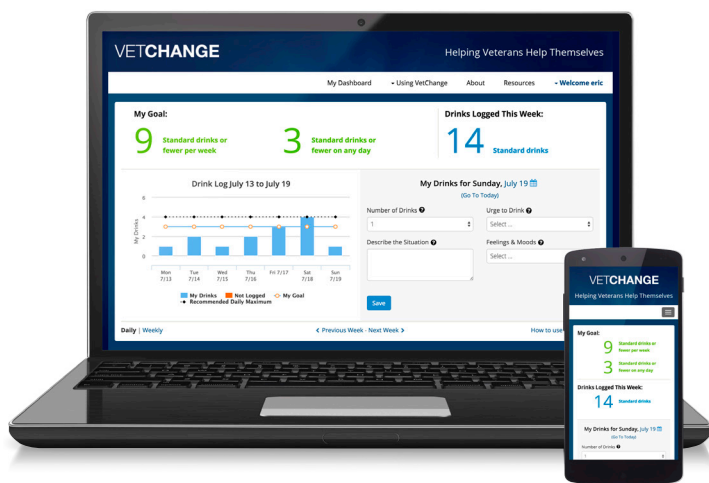 VETCHANGE
Helping Veterans Help Themselves
My Dashboard
Using VetChange
About
Resources
Welcome eric
My Goal:
9 Standard drinks or
fewer per week
3 Standard drinks or
fewer on any day
Drinks Logged This Week:
14 Standard drinks
Drink Log July 13 to July 19
My Drinks
6
4
2
0
Mon
7/13
Tue
7/14
Wed
7/15
Thu
7/16
Fri 7/17
Sat
7/18
Sun
7/19
My Drinks Not Logged My Goal
Recommended Daily Maximum
My Drinks for Sunday, July 19
(Go To Today)
Number of Drinks
1
Urge to Drink
Select ...
Describe the Situation
Feelings & Moods
Select ...
Save
Daily | Weekly
Previous Week - Next Week
How to use
VETCHANGE
Helping Veterans Help Themselves
My Goal:
9 Standard drinks or
fewer per week
3 Standard drinks or
fewer on any day
Drinks Logged This Week:
14 Standard drinks
My Drinks for Sunday, July 19
(Go To Today)
Number of Drinks
1